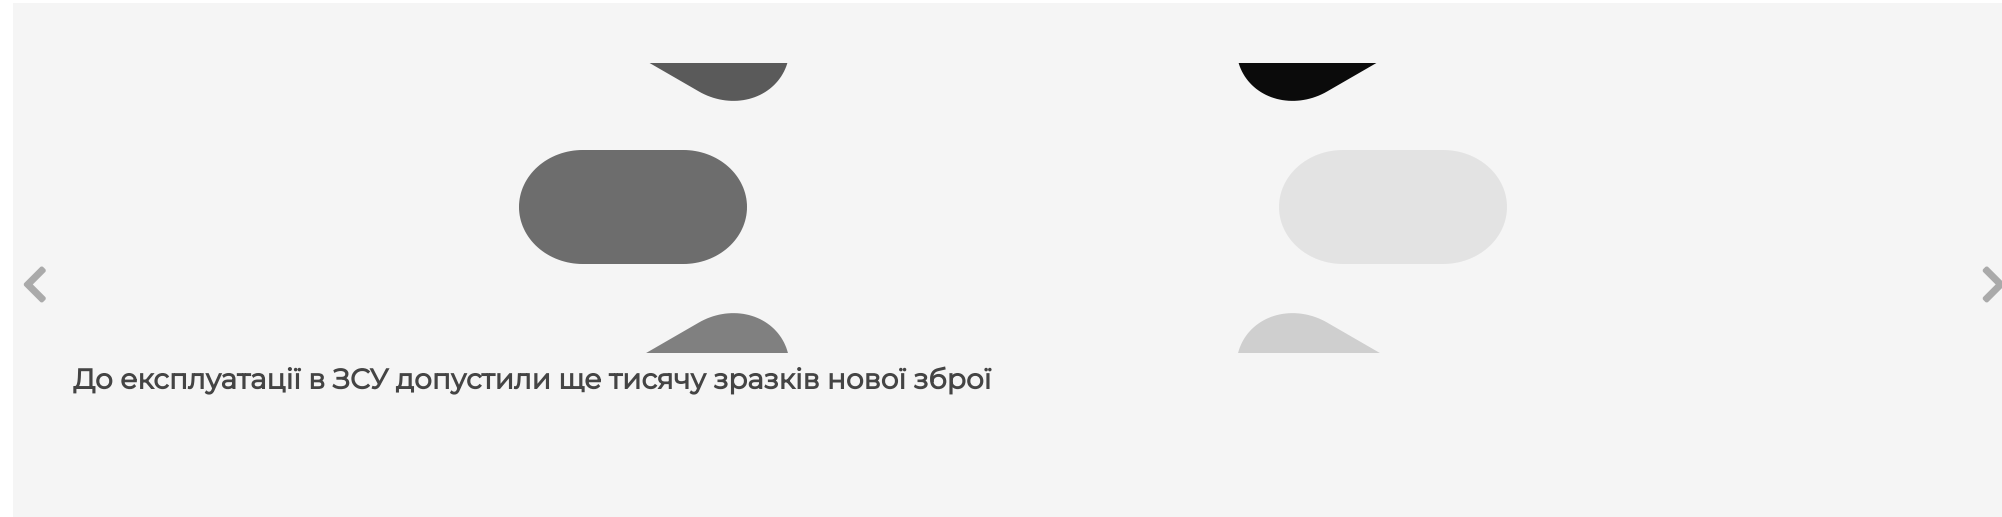 До експлуатації в ЗСУ допустили ще тисячу зразків нової зброї